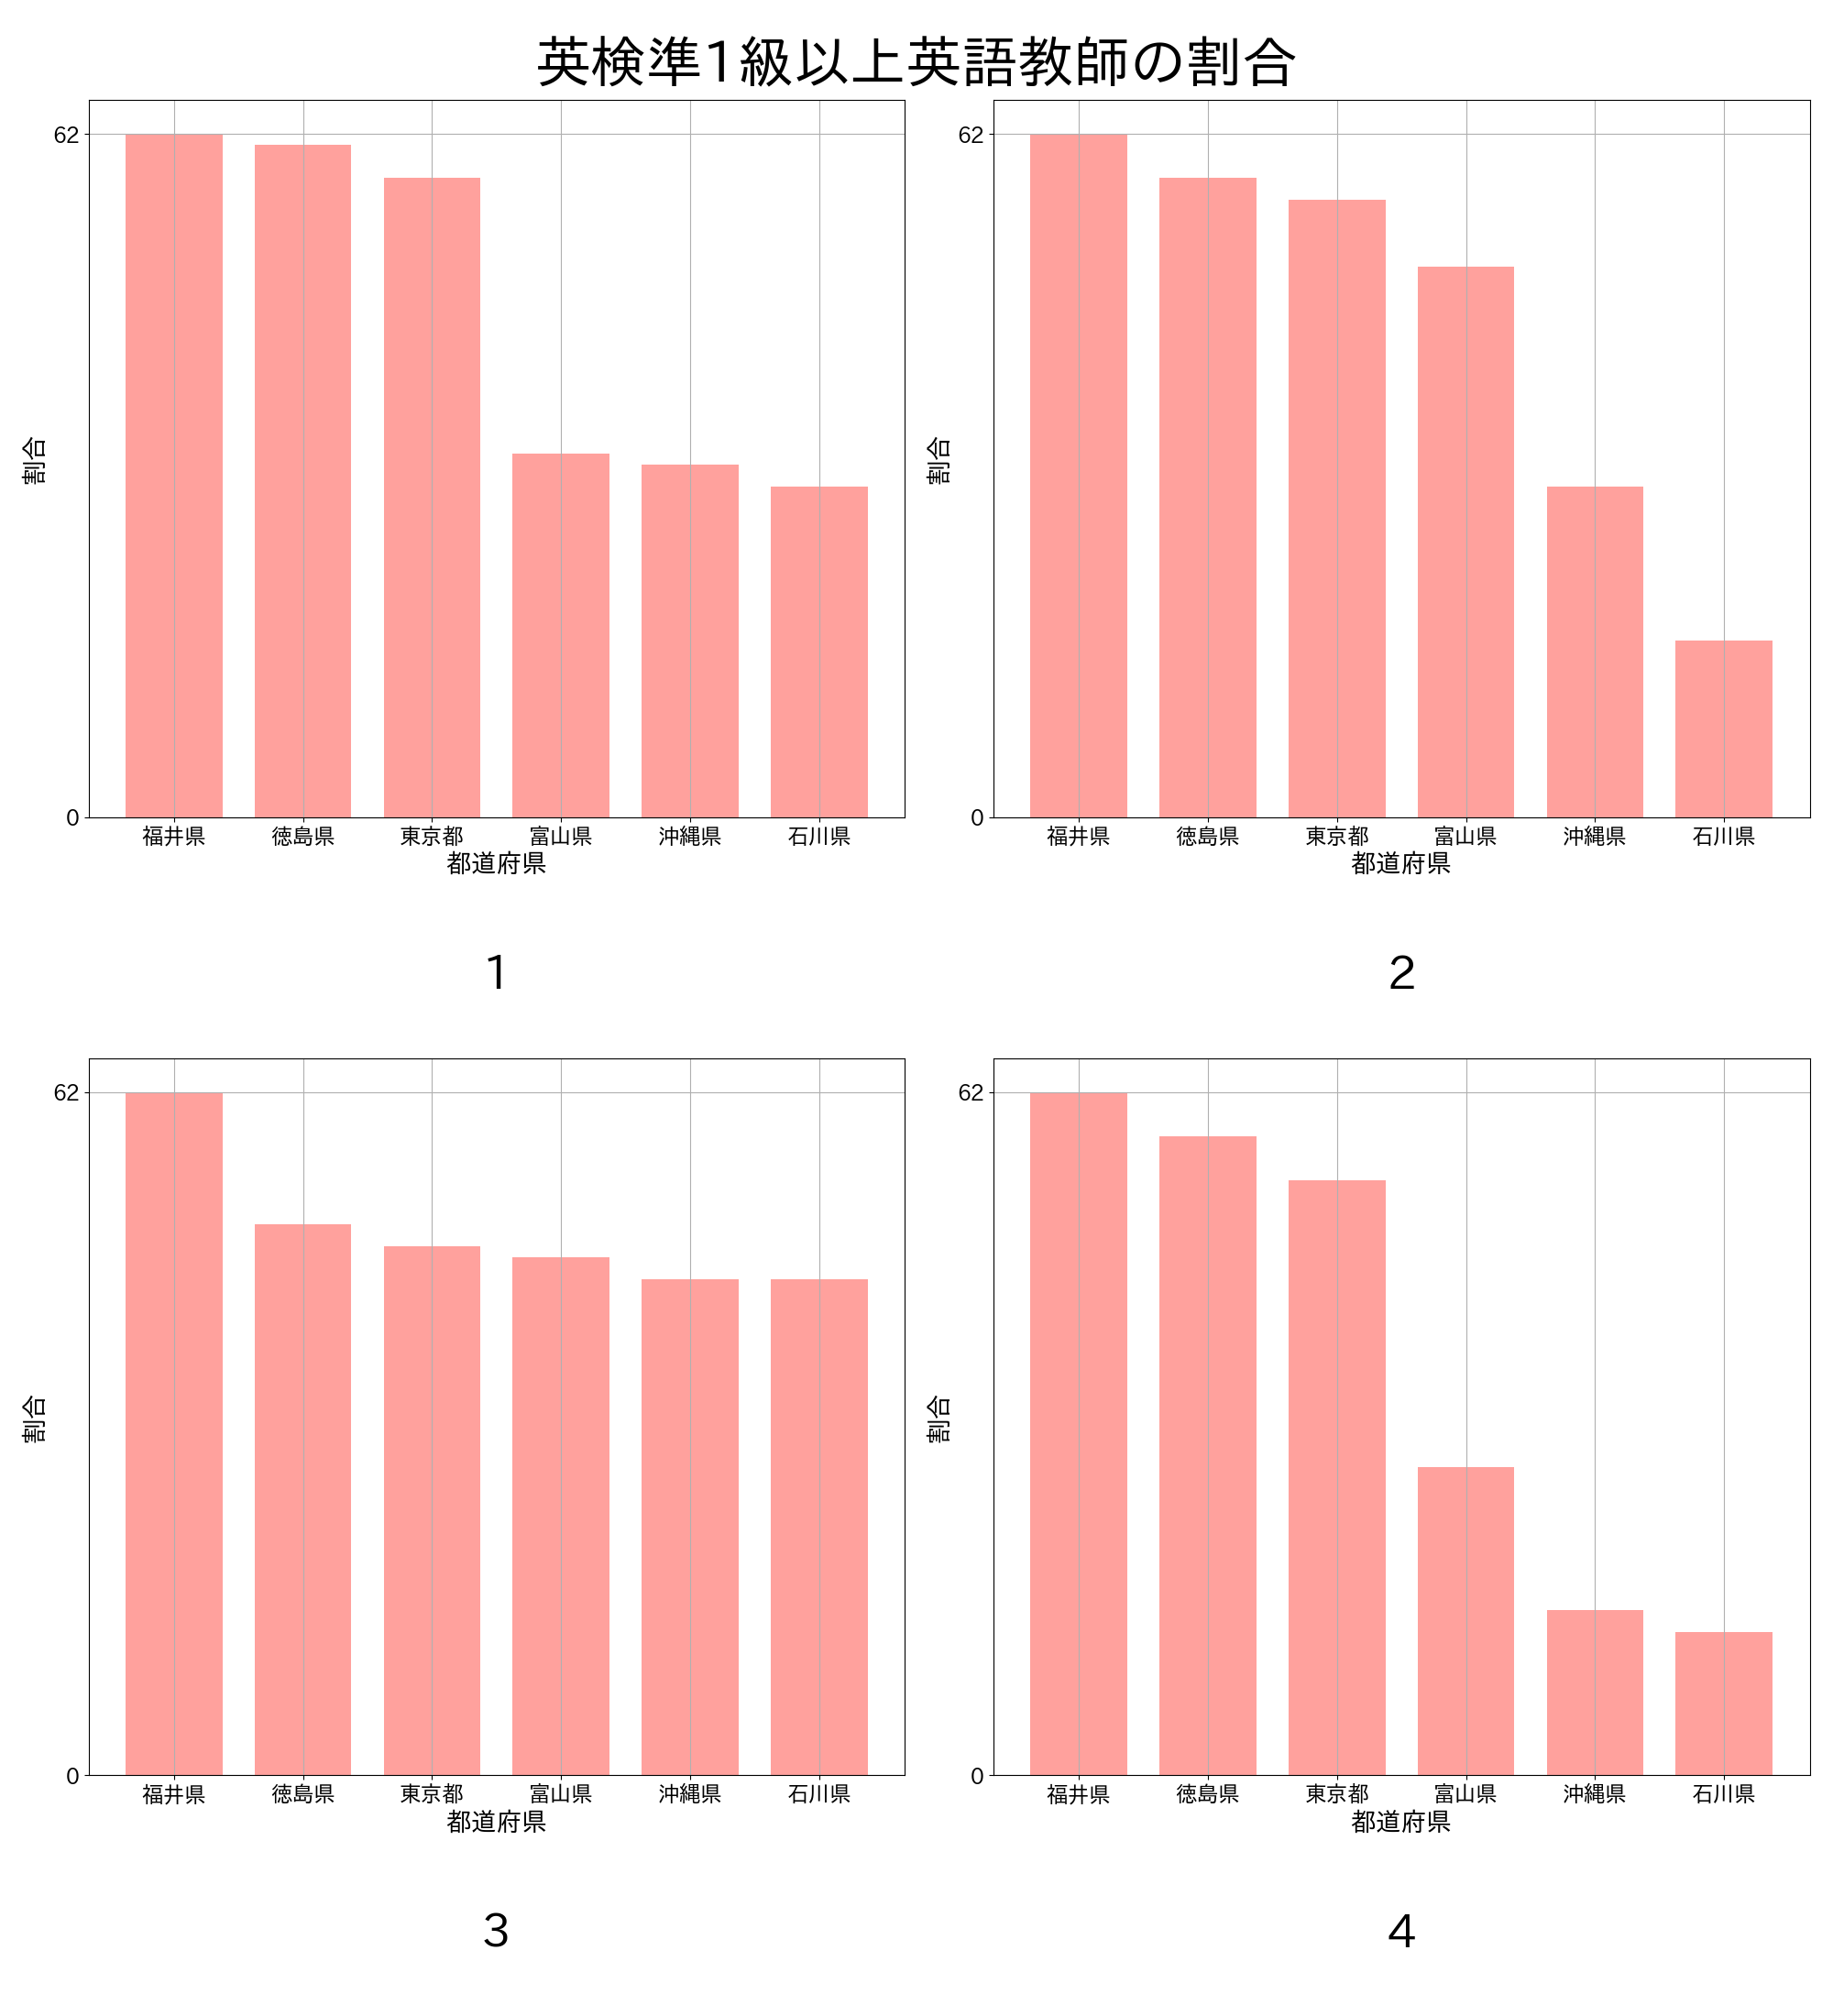 英検準1級以上英語教師の割合
62
0
割合
福井県 徳島県 東京都 富山県 沖縄県 石川県
都道府県
1
62
0
割合
福井県 徳島県 東京都 富山県 沖縄県 石川県
都道府県
2
62
0
割合
福井県 徳島県 東京都 富山県 沖縄県 石川県
都道府県
3
62
0
割合
福井県 徳島県 東京都 富山県 沖縄県 石川県
都道府県
4